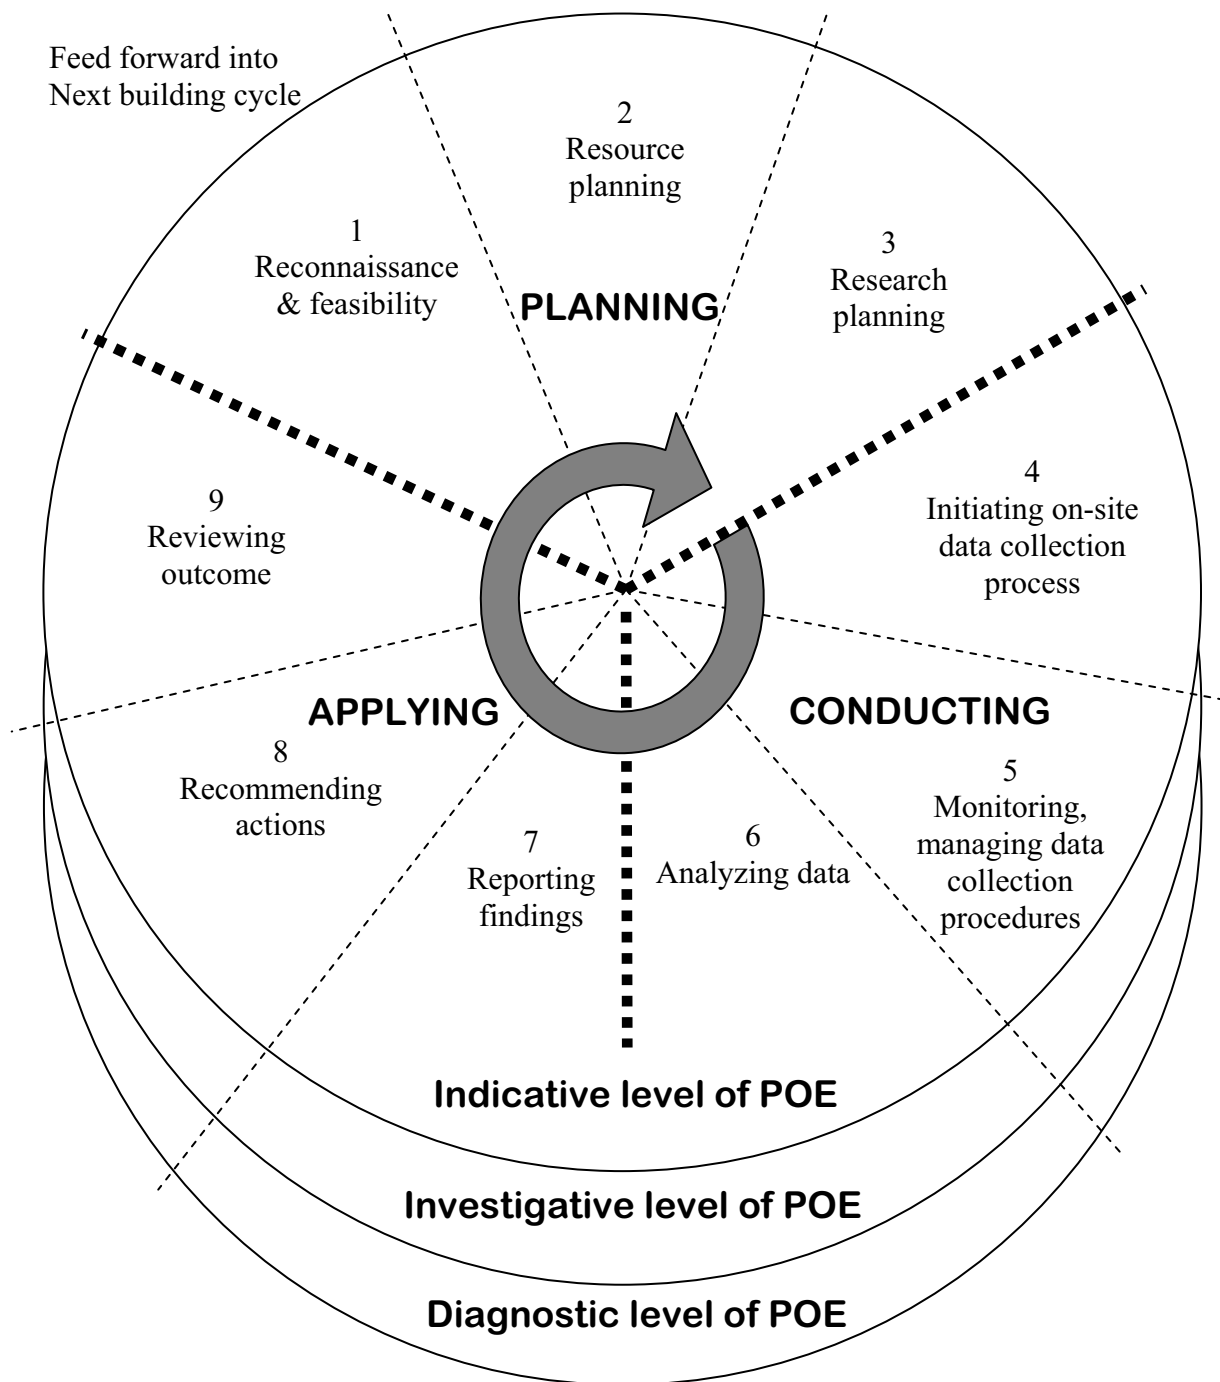 Feed forward into
Next building cycle
1
Reconnaissance
& feasibility
2
Resource
planning
3
Research
planning
PLANNING
4
Initiating on-site
data collection
process
CONDUCTING
5
Monitoring,
managing data
collection
procedures
6
Analyzing data
7
Reporting
findings
APPLYING
8
Recommending
actions
9
Reviewing
outcome
Indicative level of POE
Investigative level of POE
Diagnostic level of POE